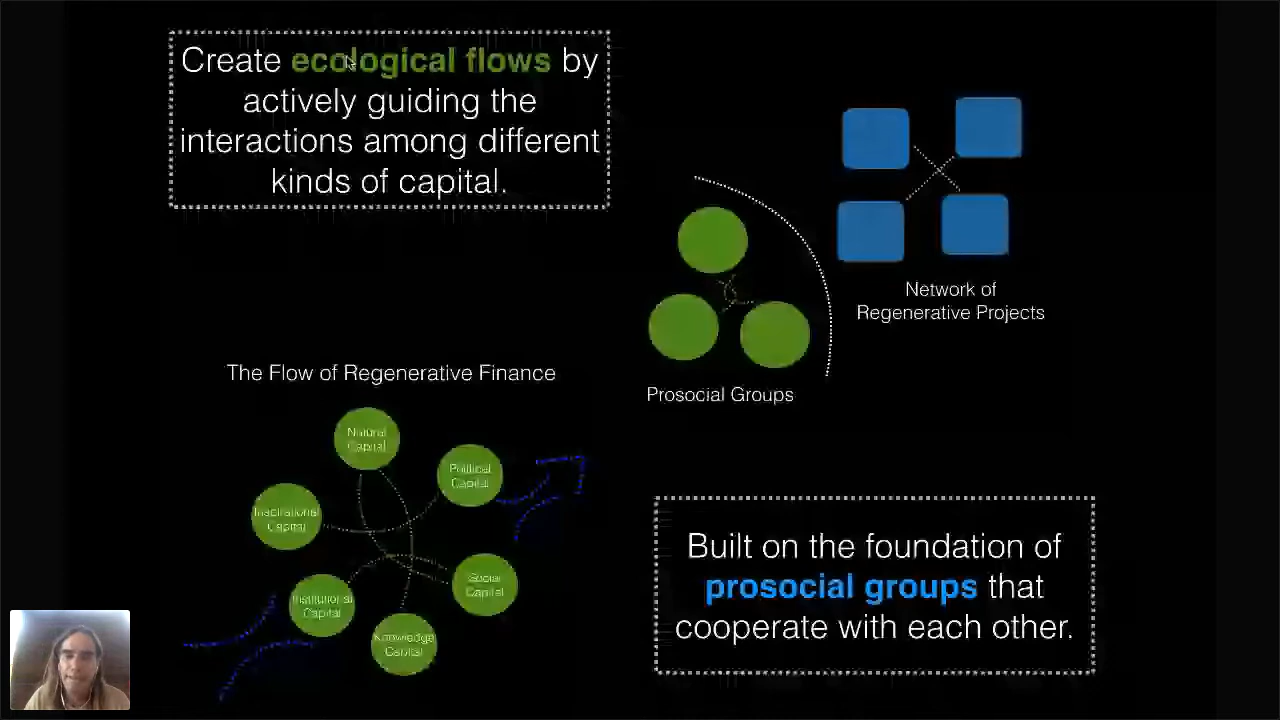 Create ecological flows by
actively guiding the
interactions among different
kinds of capital.
Network of
Regenerative Projects
Prosocial Groups
The Flow of Regenerative Finance
Natural
Capital
Political
Capital
Inspirational
Capital
Social
Capital
Institutional
Capital
Knowledge
Capital
Built on the foundation of
prosocial groups that
cooperate with each other.